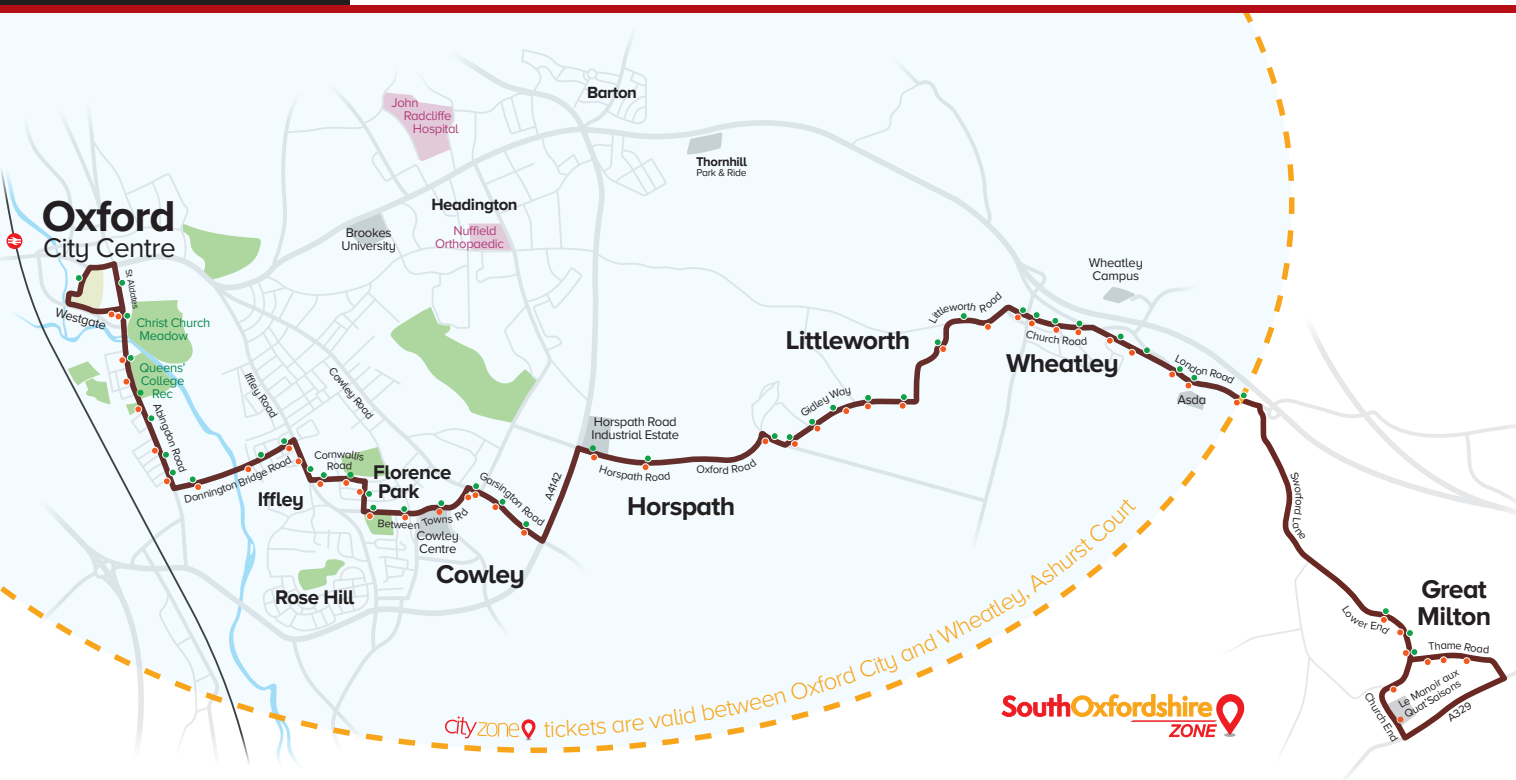 Barton
John
Radcliffe
Hospital
Thornhill
Park & Ride
Headington
Nuffield
Orthopaedic
Brookes
University
Oxford
City Centre
St Aldates
Westgate
Christ Church
Meadow
Queens'
College
Rec
Abingdon Road
Donnington Bridge Road
Iffley Road
Cowley Road
Iffley
Cornwallis
Road
Florence
Park
Between Towns Rd
Cowley
Centre
Garsington Road
Cowley
Rose Hill
A4142
Horspath Road
Industrial Estate
Horspath Road
Oxford Road
Horspath
Gidley Way
Littleworth
Littleworth Road
Wheatley
Campus
Church Road
Wheatley
London Road
Asda
Sworford Lane
Great
Milton
Lower End
Thame Road
Le Manoir aux
Quat'Saisons
Church End
A329
cityzone tickets are valid between Oxford City and Wheatley, Ashurst Court
SouthOxfordshire
ZONE